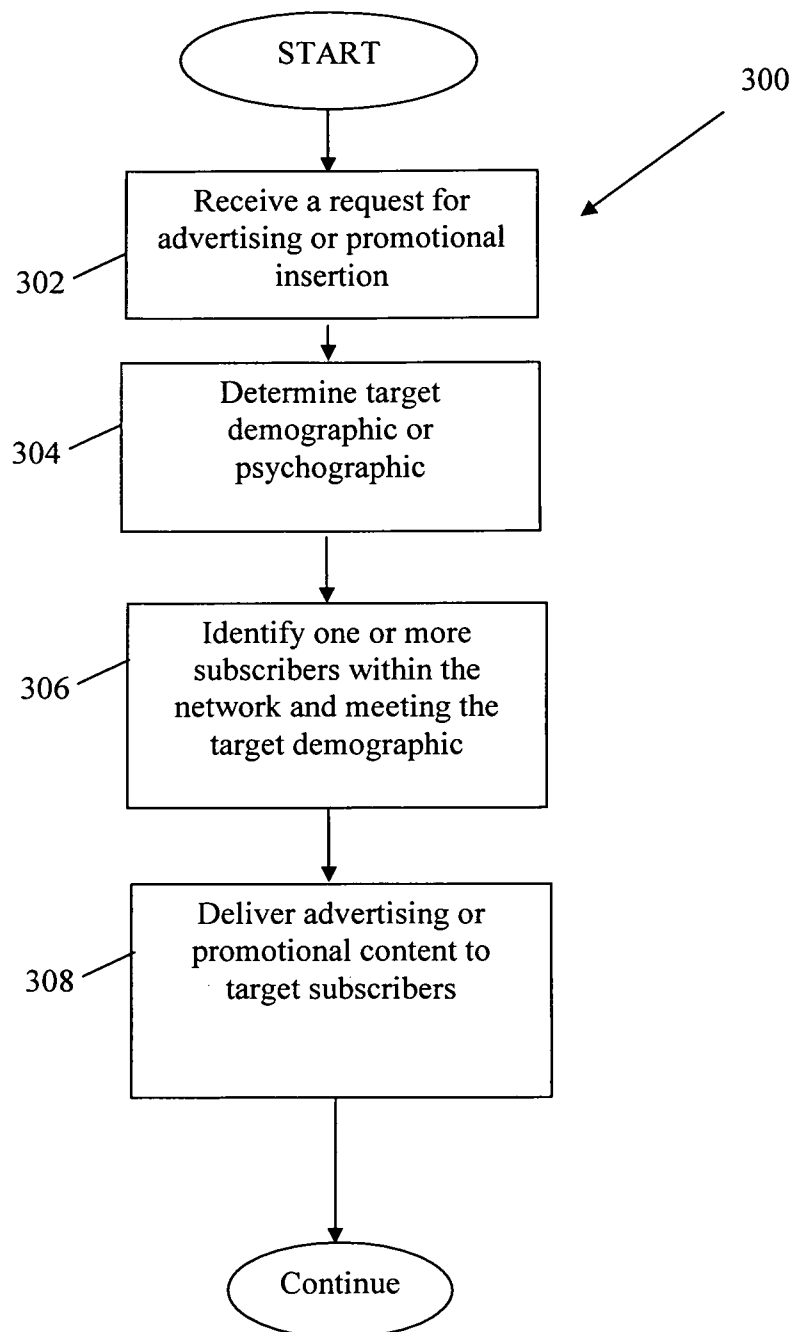 START
300
Receive a request for
advertising or promotional
insertion
302
Determine target
demographic or
psychographic
304
Identify one or more
subscribers within the
network and meeting the
target demographic
306
Deliver advertising or
promotional content to
target subscribers
308
Continue